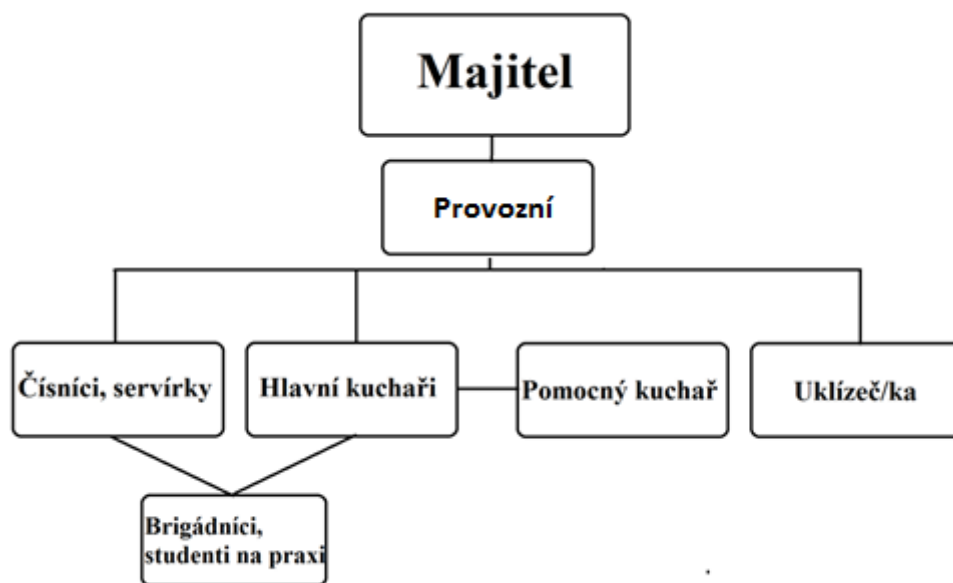 Majitel
Provozní
Čísníci, servírky
Hlavní kuchaři
Pomocný kuchař
Uklízeč/ka
Brigádníci,
studenti na praxi